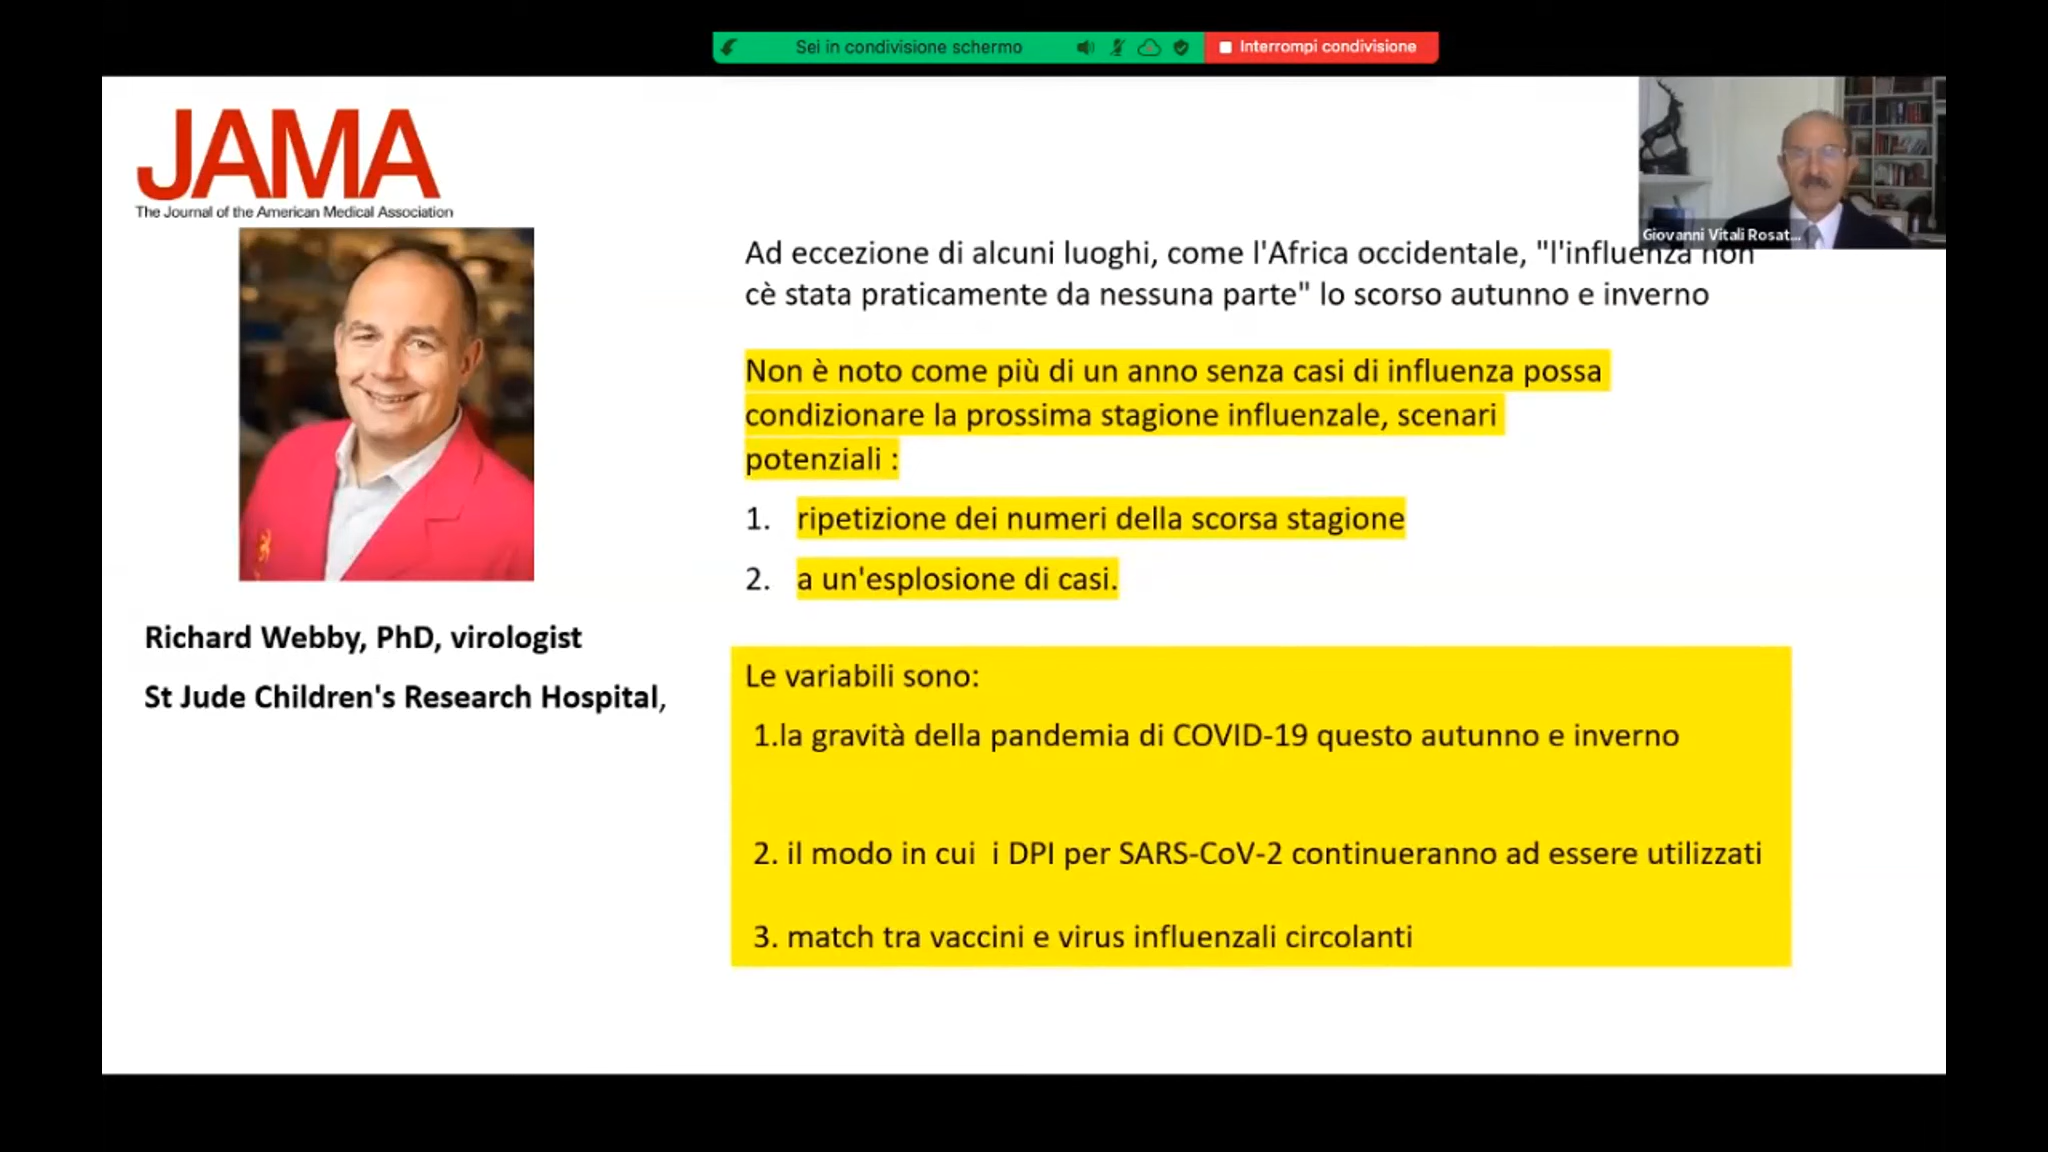 Sei in condivisione schermo
Interrompi condivisione
JAMA
The Journal of the American Medical Association
Giovanni Vitali Rosat...
Ad eccezione di alcuni luoghi, come l'Africa occidentale, "l'influenza non
cè stata praticamente da nessuna parte" lo scorso autunno e inverno
Non è noto come più di un anno senza casi di influenza possa
condizionare la prossima stagione influenzale, scenari
potenziali :
1. ripetizione dei numeri della scorsa stagione
2. a un'esplosione di casi.
Richard Webby, PhD, virologist
St Jude Children's Research Hospital,
Le variabili sono:
1.la gravità della pandemia di COVID-19 questo autunno e inverno
2. il modo in cui i DPI per SARS-CoV-2 continueranno ad essere utilizzati
3. match tra vaccini e virus influenzali circolanti